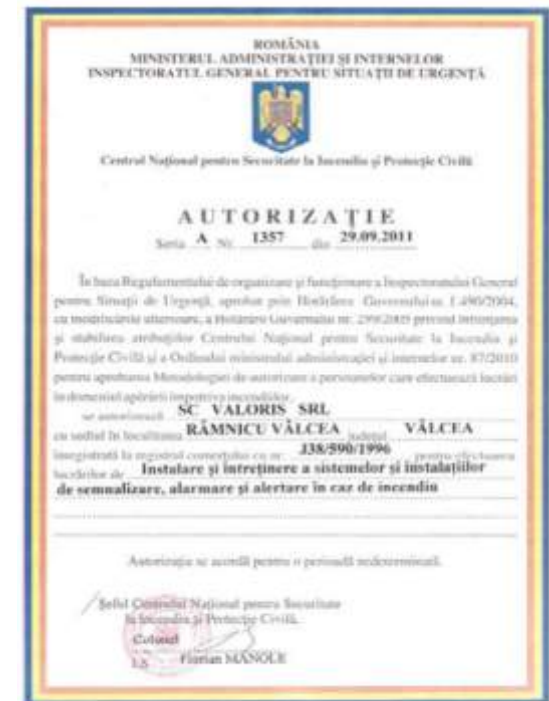 ROMÂNIA
MINISTERUL ADMINISTRAȚIEI ȘI INTERNELOR
INSPECTORATUL GENERAL PENTRU SITUAȚII DE URGENȚĂ
Centrul Național pentru Securitate la Incendiu și Protecție Civilă
AUTORIZAȚIE
Seria A Nr. 1357 din 29.09.2011
În baza Regulamentului de organizare și funcționare a Inspectoratului General
pentru Situații de Urgență, aprobat prin Hotărârea Guvernului nr. 1.490/2004,
cu modificările ulterioare, a Hotărârii Guvernului nr. 259/2005 privind înființarea
și stabilirea atribuțiilor Centrului Național pentru Securitate la Incendiu și
Protecție Civilă și a Ordinului ministrului administrației și internelor nr. 87/2010
pentru aprobarea Metodologiei de autorizare a persoanelor care efectuează lucrări
în domeniul apărării împotriva incendiilor,
se autorizează SC VALORIS SRL
cu sediul în localitatea RÂMNICU VÂLCEA județul VÂLCEA
înregistrată la registrul comerțului cu nr. J38/590/1996 pentru efectuarea
lucrărilor de Instalare și întreținere a sistemelor și instalațiilor
de semnalizare, alarmare și alertare în caz de incendiu
Autorizația se acordă pentru o perioadă nedeterminată.
Șeful Centrului Național pentru Securitate
la Incendiu și Protecție Civilă,
Colonel
Florian MANOLE